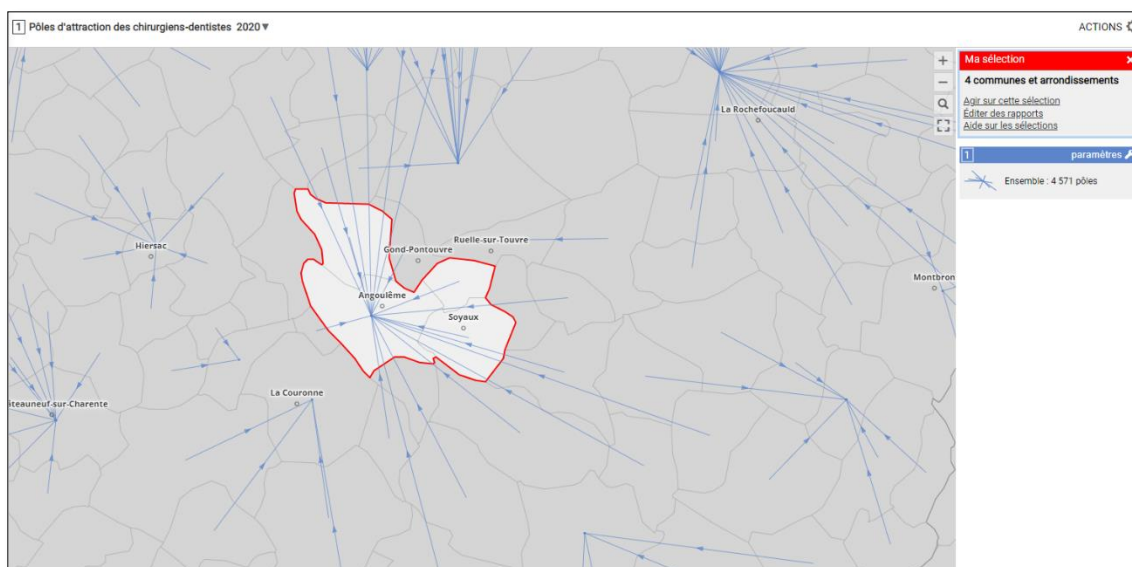 1 Pôles d'attraction des chirurgiens-dentistes 2020
ACTIONS
Ma sélection
4 communes et arrondissements
Agir sur cette sélection
Éditer des rapports
Aide sur les sélections
1 paramètres
Ensemble : 4 571 pôles
La Rochefoucauld
Hiersac
Gond-Pontouvre
Ruelle-sur-Touvre
Montbron
Angoulême
Soyaux
La Couronne
âteauneuf-sur-Charente